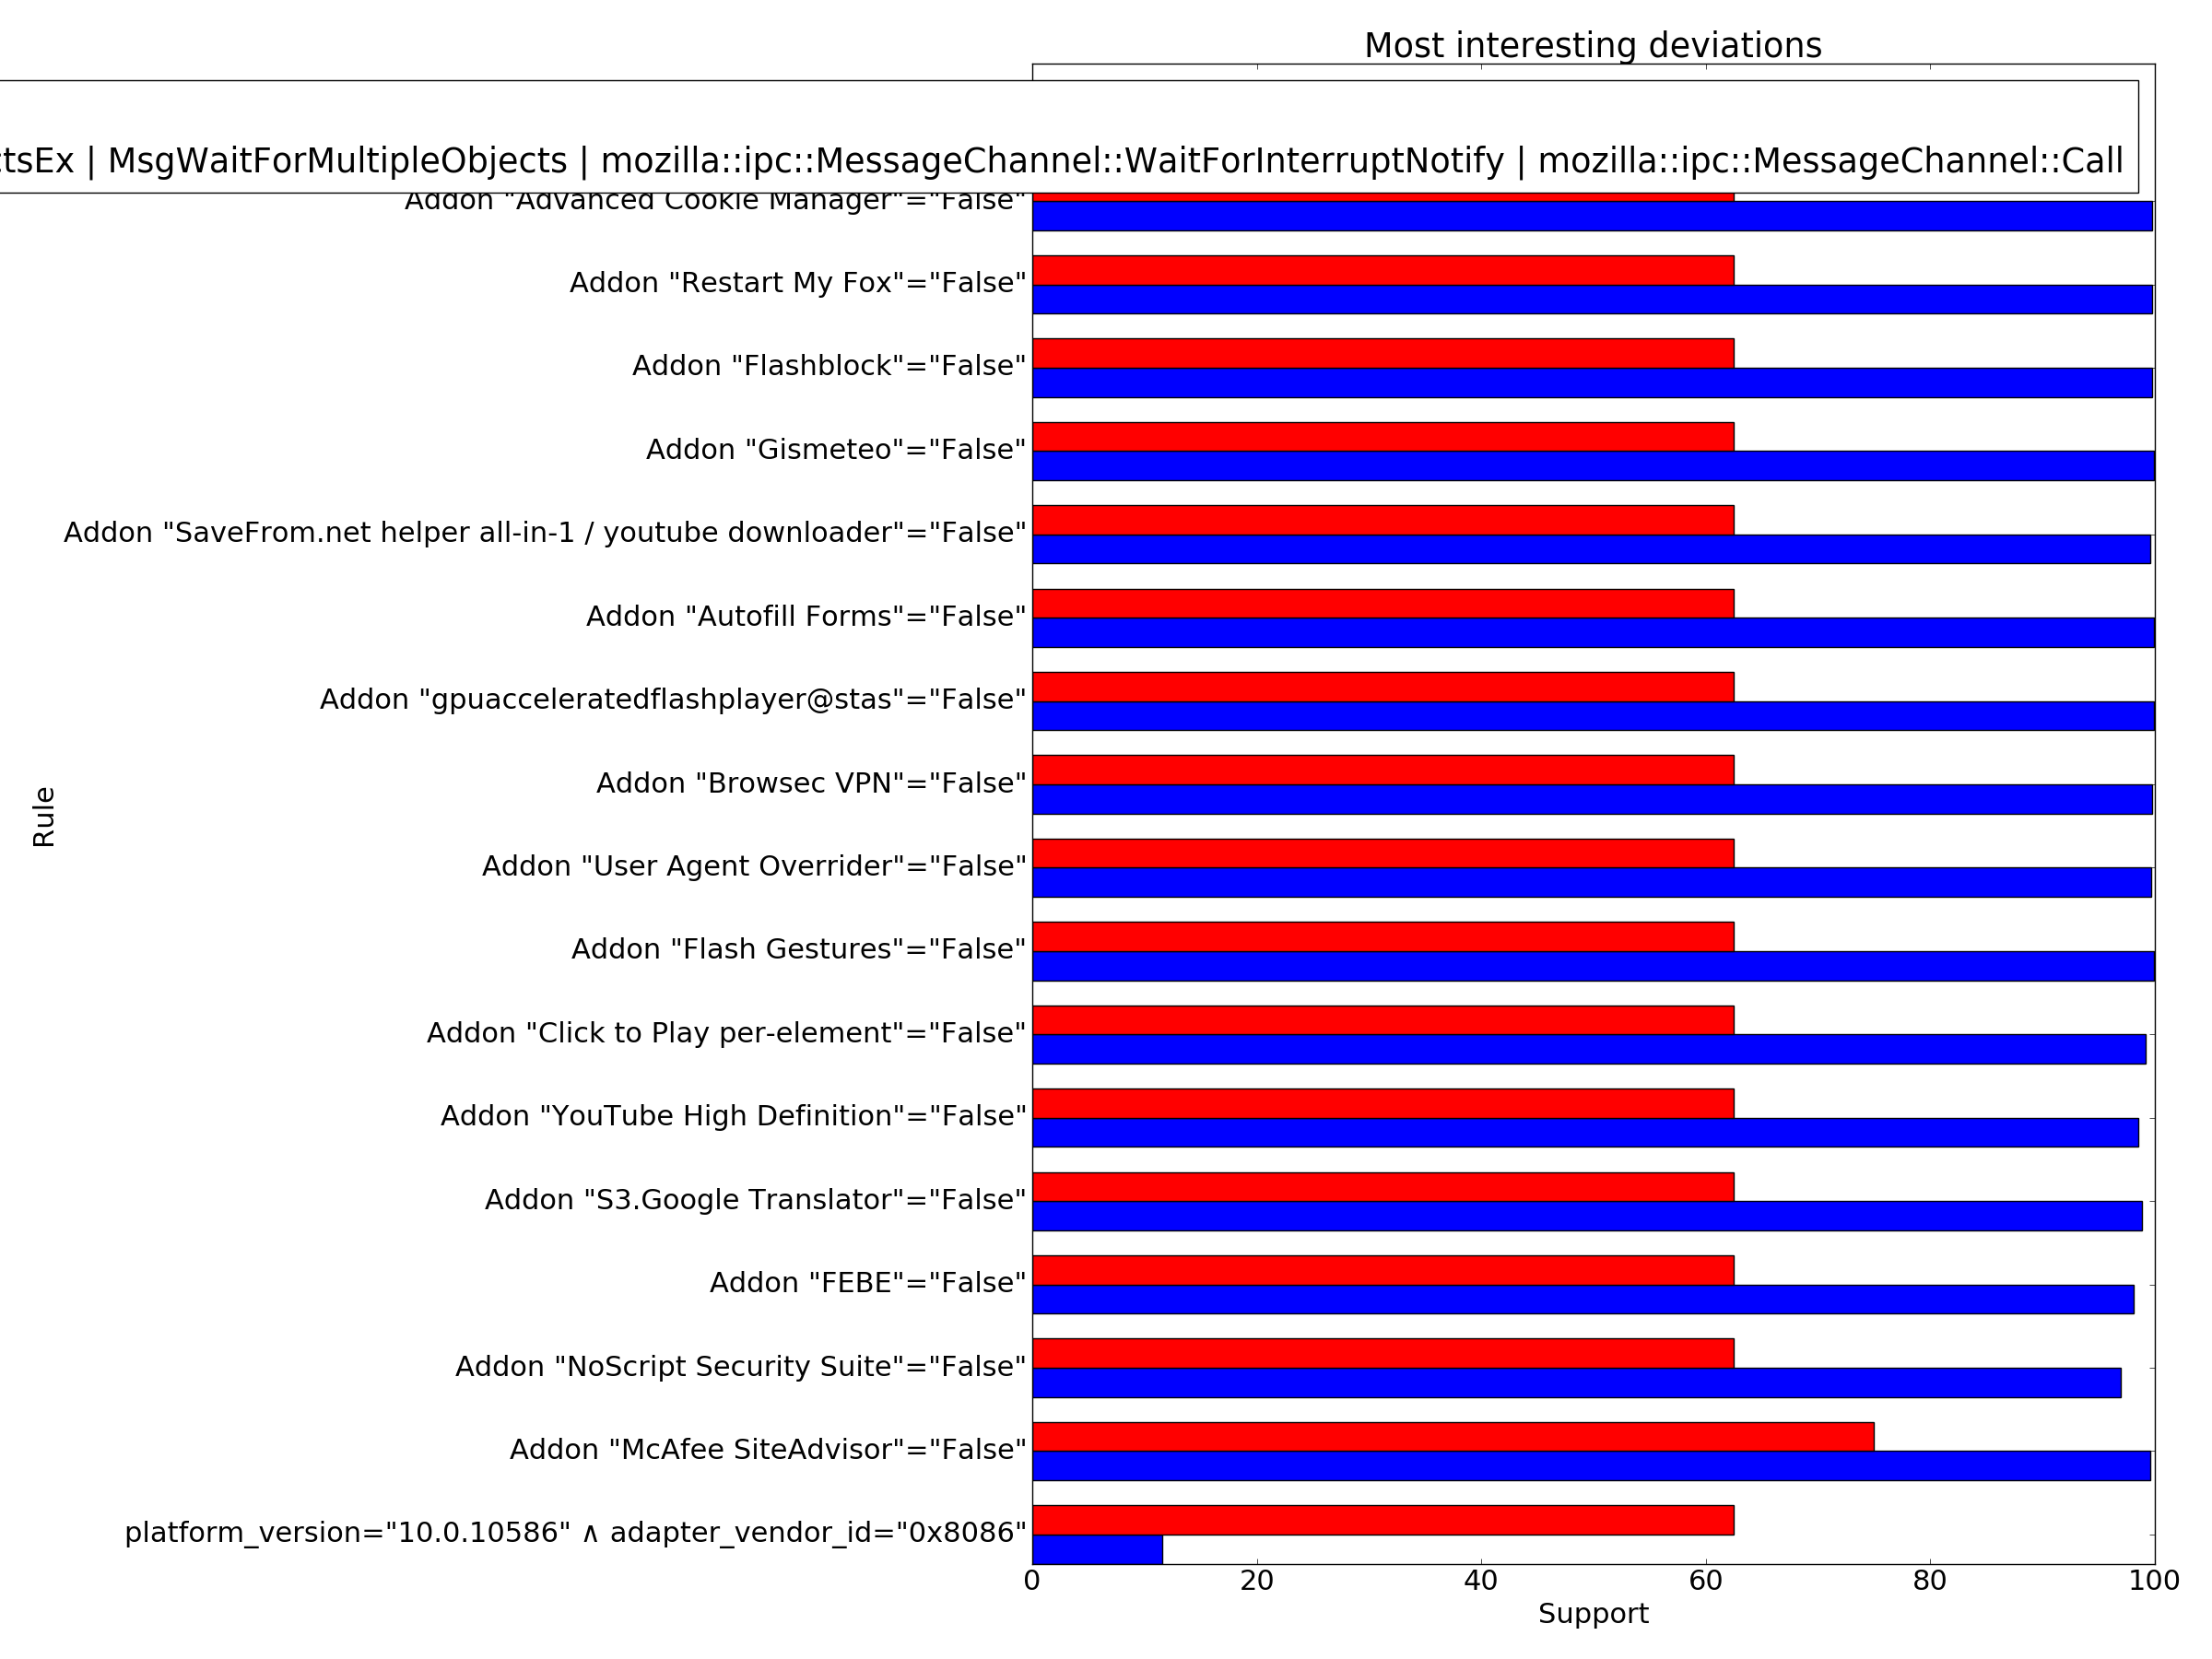 Most interesting deviations
tsEx | MsgWaitForMultipleObjects | mozilla::ipc::MessageChannel::WaitForInterruptNotify | mozilla::ipc::MessageChannel::Call
Addon "Advanced Cookie Manager"="False"
Addon "Restart My Fox"="False"
Addon "Flashblock"="False"
Addon "Gismeteo"="False"
Addon "SaveFrom.net helper all-in-1 / youtube downloader"="False"
Addon "Autofill Forms"="False"
Addon "gpuacceleratedflashplayer@stas"="False"
Addon "Browsec VPN"="False"
Rule
Addon "User Agent Overrider"="False"
Addon "Flash Gestures"="False"
Addon "Click to Play per-element"="False"
Addon "YouTube High Definition"="False"
Addon "S3.Google Translator"="False"
Addon "FEBE"="False"
Addon "NoScript Security Suite"="False"
Addon "McAfee SiteAdvisor"="False"
platform_version="10.0.10586" ∧ adapter_vendor_id="0x8086"
0 20 40 60 80 100
Support